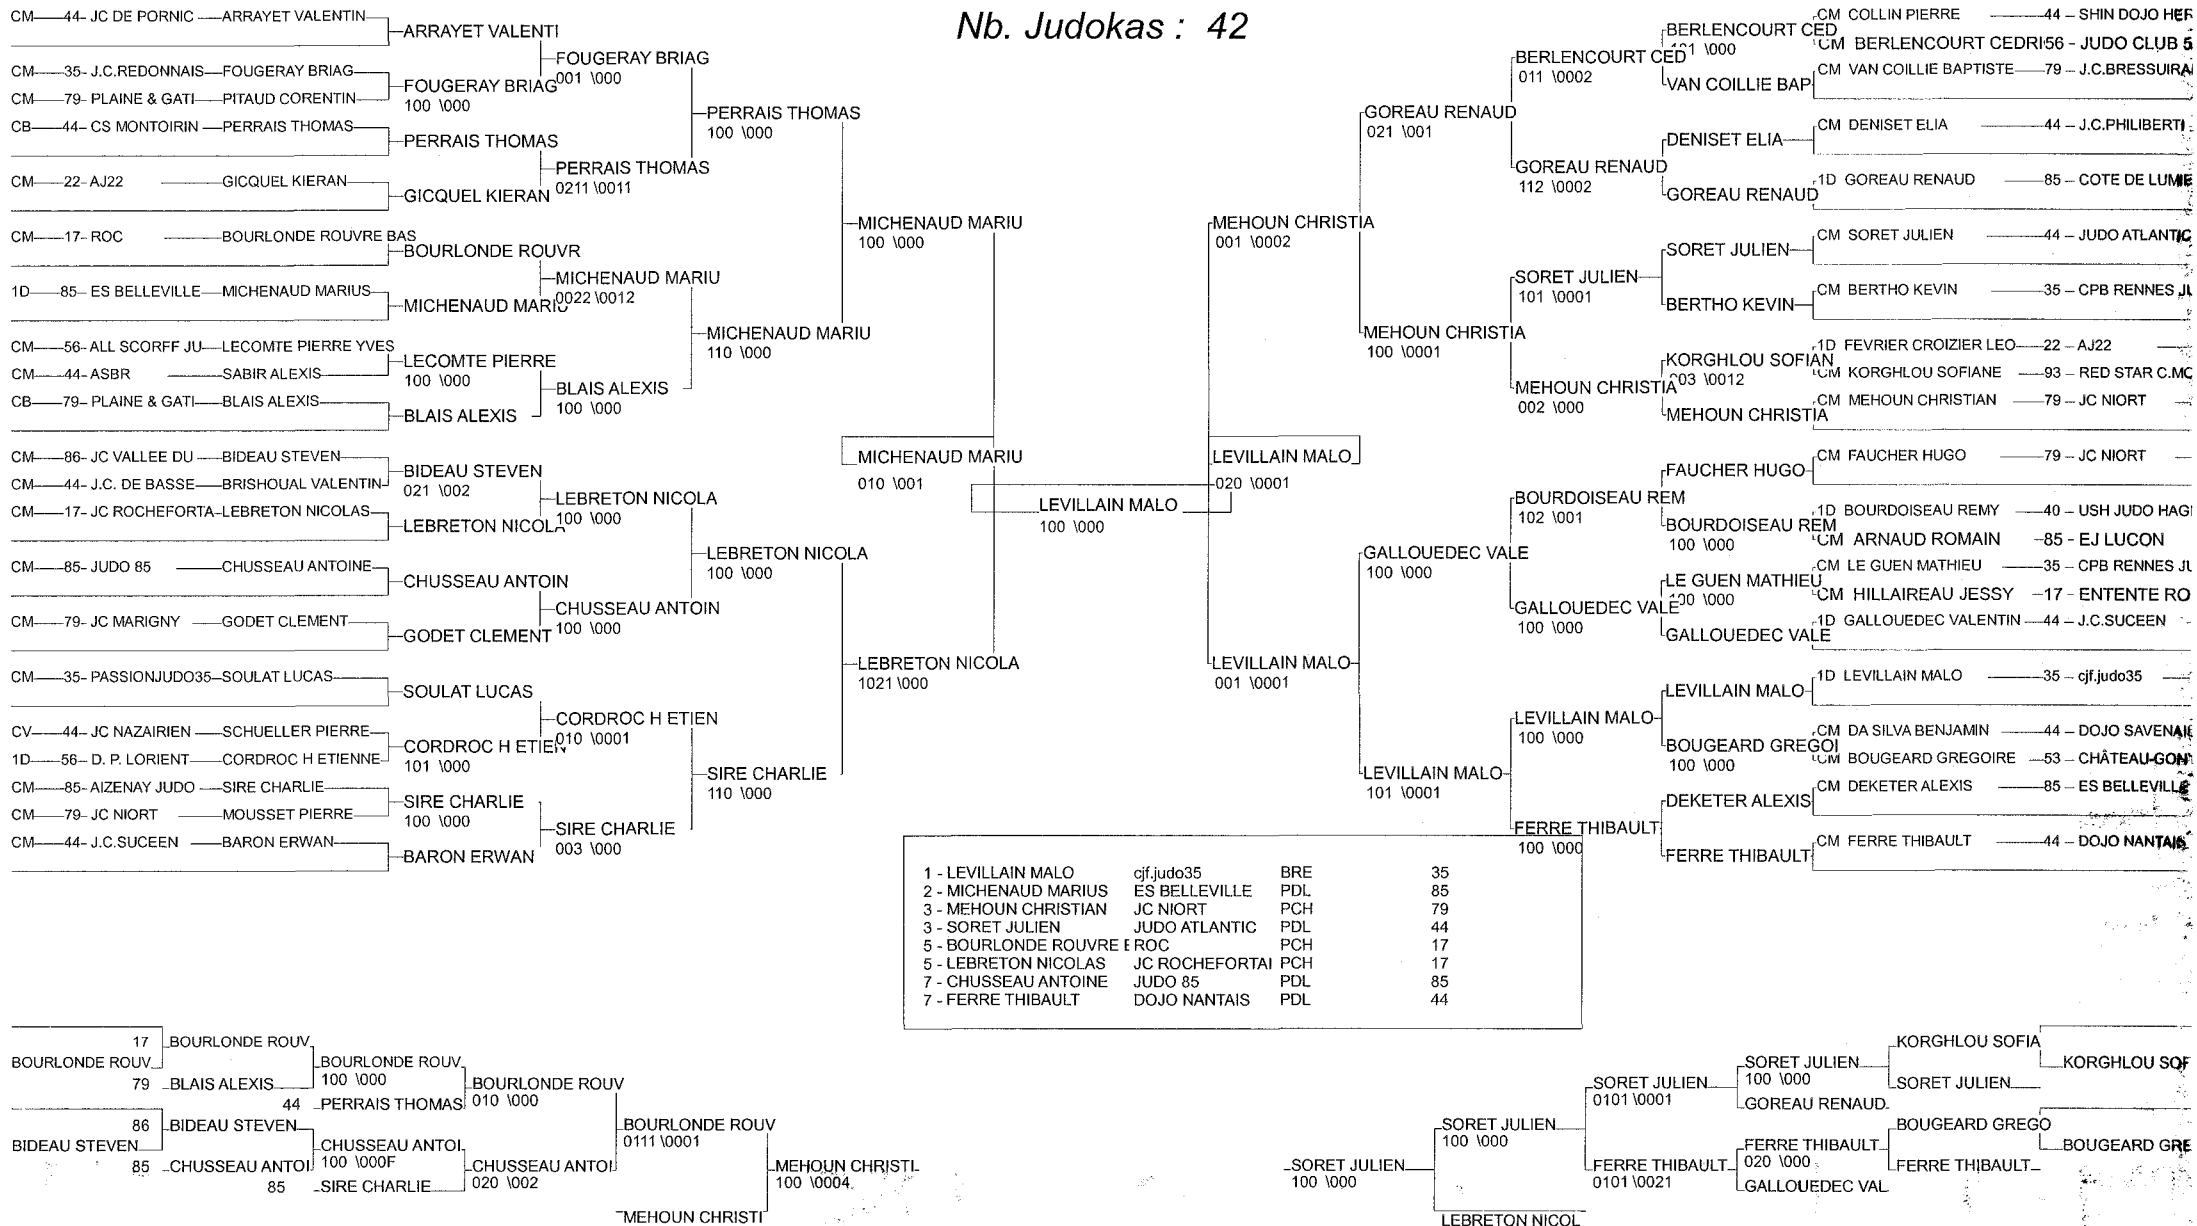 Nb. Judokas : 42
CM 44- JC DE PORNIC ARRAYET VALENTIN
CM 35- J.C.REDONNAIS FOUGERAY BRIAG
CM 79- PLAINE & GATI PITAUD CORENTIN
CB 44- CS MONTOIRIN PERRAIS THOMAS
CM 22- AJ22 GICQUEL KIERAN
CM 17- ROC BOURLONDE ROUVRE BAS
1D 85- ES BELLEVILLE MICHENAUD MARIUS
CM 56- ALL SCORFF JU LECOMTE PIERRE YVES
CM 44- ASBR SABIR ALEXIS
CB 79- PLAINE & GATI BLAIS ALEXIS
CM 86- JC VALLEE DU BIDEAU STEVEN
CM 44- J.C. DE BASSE BRISHOUAL VALENTIN
CM 17- JC ROCHEFORTA LEBRETON NICOLAS
CM 85- JUDO 85 CHUSSEAU ANTOINE
CM 79- JC MARIGNY GODET CLEMENT
CM 35- PASSIONJUDO35 SOULAT LUCAS
CV 44- JC NAZAIRIEN SCHUELLER PIERRE
1D 56- D. P. LORIENT CORDROC H ETIENNE
CM 85- AIZENAY JUDO SIRE CHARLIE
CM 79- JC NIORT MOUSSET PIERRE
CM 44- J.C.SUCEEN BARON ERWAN
ARRAYET VALENTI
FOUGERAY BRIAG
100 \000
PERRAIS THOMAS
GICQUEL KIERAN
BOURLONDE ROUVR
MICHENAUD MARIU
LECOMTE PIERRE
100 \000
BLAIS ALEXIS
BIDEAU STEVEN
021 \002
LEBRETON NICOLA
CHUSSEAU ANTOIN
GODET CLEMENT
SOULAT LUCAS
CORDROC H ETIEN
101 \000
SIRE CHARLIE
100 \000
BARON ERWAN
FOUGERAY BRIAG
001 \000
PERRAIS THOMAS
0211 \0011
MICHENAUD MARIU
0022 \0012
BLAIS ALEXIS
100 \000
LEBRETON NICOLA
100 \000
CHUSSEAU ANTOIN
100 \000
CORDROC H ETIEN
010 \0001
SIRE CHARLIE
003 \000
PERRAIS THOMAS
100 \000
MICHENAUD MARIU
110 \000
LEBRETON NICOLA
100 \000
SIRE CHARLIE
110 \000
MICHENAUD MARIU
100 \000
LEBRETON NICOLA
1021 \000
MICHENAUD MARIU
010 \001
LEVILLAIN MALO
100 \000
LEVILLAIN MALO
020 \0001
MEHOUN CHRISTIA
001 \0002
LEVILLAIN MALO
001 \0001
GOREAU RENAUD
021 \001
MEHOUN CHRISTIA
100 \0001
GALLOUEDEC VALE
100 \000
LEVILLAIN MALO
101 \0001
BERLENCOURT CED
011 \0002
GOREAU RENAUD
112 \0002
SORET JULIEN
101 \0001
MEHOUN CHRISTIA
002 \000
BOURDOISEAU REM
102 \001
GALLOUEDEC VALE
100 \000
LEVILLAIN MALO
100 \000
FERRE THIBAULT
100 \000
BERLENCOURT CED
\000
VAN COILLIE BAP
DENISET ELIA
GOREAU RENAUD
SORET JULIEN
BERTHO KEVIN
KORGHLOU SOFIAN
003 \0012
MEHOUN CHRISTIA
FAUCHER HUGO
BOURDOISEAU REM
100 \000
LE GUEN MATHIEU
100 \000
GALLOUEDEC VALE
LEVILLAIN MALO
BOUGEARD GREGOI
100 \000
DEKETER ALEXIS
FERRE THIBAULT
CM COLLIN PIERRE 44 - SHIN DOJO HER
CM BERLENCOURT CEDRI 56 - JUDO CLUB 5
CM VAN COILLIE BAPTISTE 79 - J.C.BRESSUIRA
CM DENISET ELIA 44 - J.C.PHILIBERTI
1D GOREAU RENAUD 85 - COTE DE LUMIE
CM SORET JULIEN 44 - JUDO ATLANTIC
CM BERTHO KEVIN 35 - CPB RENNES JU
1D FEVRIER CROIZIER LEO 22 - AJ22
CM KORGHLOU SOFIANE 93 - RED STAR C.MO
CM MEHOUN CHRISTIAN 79 - JC NIORT
CM FAUCHER HUGO 79 - JC NIORT
1D BOURDOISEAU REMY 40 - USH JUDO HAG
CM ARNAUD ROMAIN 85 - EJ LUCON
CM LE GUEN MATHIEU 35 - CPB RENNES JU
CM HILLAIREAU JESSY 17 - ENTENTE RO
1D GALLOUEDEC VALENTIN 44 - J.C.SUCEEN
1D LEVILLAIN MALO 35 - cjf.judo35
CM DA SILVA BENJAMIN 44 - DOJO SAVENAI
CM BOUGEARD GREGOIRE 53 - CHÂTEAU-GON
CM DEKETER ALEXIS 85 - ES BELLEVILLE
CM FERRE THIBAULT 44 - DOJO NANTAIS
1 - LEVILLAIN MALO cjf.judo35 BRE 35
2 - MICHENAUD MARIUS ES BELLEVILLE PDL 85
3 - MEHOUN CHRISTIAN JC NIORT PCH 79
3 - SORET JULIEN JUDO ATLANTIC PDL 44
5 - BOURLONDE ROUVRE E ROC PCH 17
5 - LEBRETON NICOLAS JC ROCHEFORTAI PCH 17
7 - CHUSSEAU ANTOINE JUDO 85 PDL 85
7 - FERRE THIBAULT DOJO NANTAIS PDL 44
17 BOURLONDE ROUV
BOURLONDE ROUV
79 BLAIS ALEXIS
BOURLONDE ROUV
100 \000
44 PERRAIS THOMAS
BOURLONDE ROUV
010 \000
86 BIDEAU STEVEN
BIDEAU STEVEN
85 CHUSSEAU ANTOI
CHUSSEAU ANTOI
100 \000F
85 SIRE CHARLIE
CHUSSEAU ANTOI
020 \002
BOURLONDE ROUV
0111 \0001
MEHOUN CHRISTI
100 \0004
MEHOUN CHRISTI
SORET JULIEN
100 \000
SORET JULIEN
100 \000
LEBRETON NICOL
SORET JULIEN
0101 \0001
FERRE THIBAULT
0101 \0021
SORET JULIEN
100 \000
GOREAU RENAUD
FERRE THIBAULT
020 \000
GALLOUEDEC VAL
KORGHLOU SOFIA
SORET JULIEN
BOUGEARD GREGO
FERRE THIBAULT
KORGHLOU SOF
BOUGEARD GRE